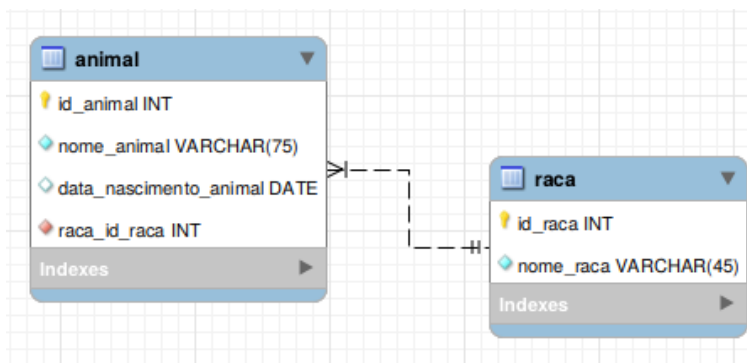 animal
id_animal INT
nome_animal VARCHAR(75)
data_nascimento_animal DATE
raca_id_raca INT
Indexes
raca
id_raca INT
nome_raca VARCHAR(45)
Indexes